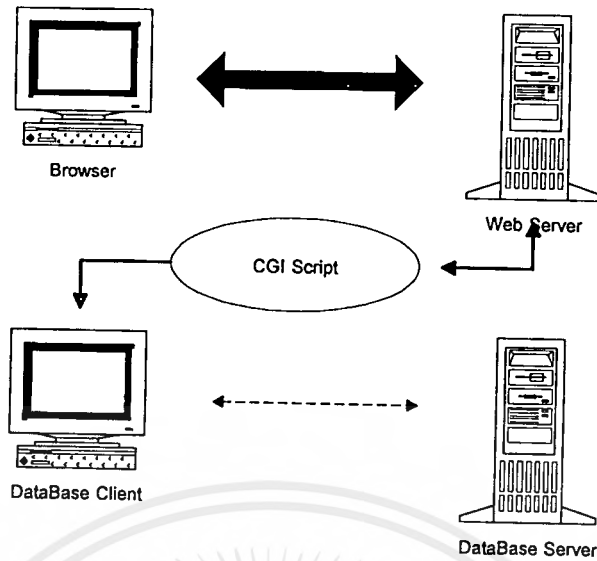 Browser
Web Server
CGI Script
DataBase Client
DataBase Server